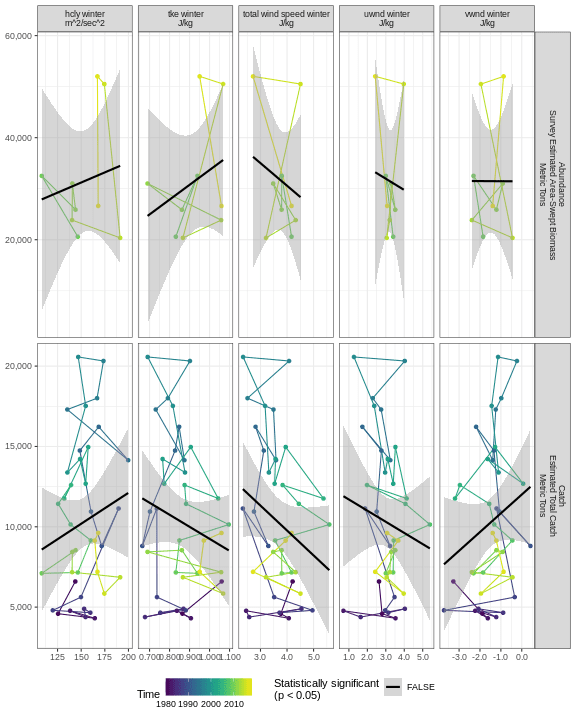 hcly winter
m^2/sec^2
tke winter
J/kg
total wind speed winter
J/kg
uwnd winter
J/kg
vwnd winter
J/kg
60,000
40,000
20,000
Abundance
Survey Estimated Area-Swept Biomass
Metric Tons
20,000
15,000
10,000
5,000
Catch
Estimated Total Catch
Metric Tons
125 150 175 200
0.700 0.800 0.900 1.000 1.100
3.0 4.0 5.0
1.0 2.0 3.0 4.0 5.0
-3.0 -2.0 -1.0 0.0
Time
1980 1990 2000 2010
Statistically significant
(p < 0.05)
FALSE